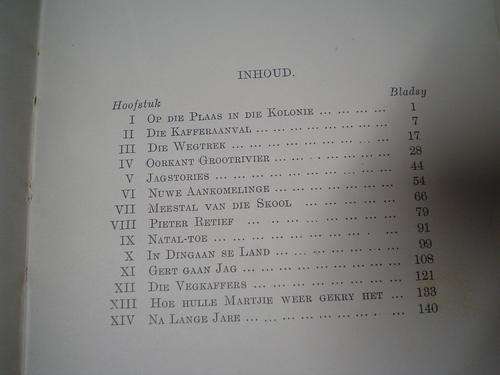 INHOUD.
Hoofstuk Bladsy
I OP DIE PLAAS IN DIE KOLONIE ... ... ... ... 1
II DIE KAFFERAANVAL ... ... ... ... ... ... ... 7
III DIE WEGTREK ... ... ... ... ... ... ... ... 17
IV OORKANT GROOTRIVIER ... ... ... ... ... ... 28
V JAGSTORIES ... ... ... ... ... ... ... ... 44
VI NUWE AANKOMELINGE ... ... ... ... ... ... 54
VII MEESTAL VAN DIE SKOOL ... ... ... ... ... 66
VIII PIETER RETIEF ... ... ... ... ... ... ... 79
IX NATAL-TOE ... ... ... ... ... ... ... ... 91
X IN DINGAAN SE LAND ... ... ... ... ... ... 99
XI GERT GAAN JAG ... ... ... ... ... ... ... 108
XII DIE VEGKAFFERS ... ... ... ... ... ... ... 121
XIII HOE HULLE MARTJIE WEER GEKRY HET ... 133
XIV NA LANGE JARE ... ... ... ... ... ... ... 140